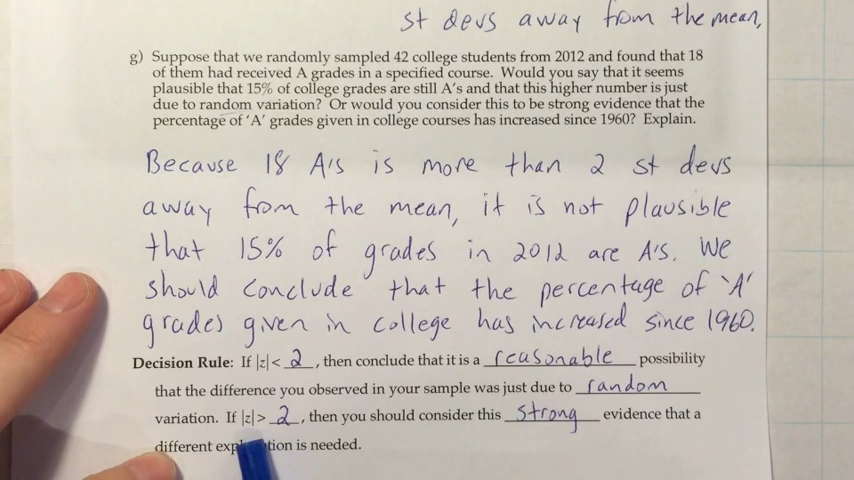 st devs away from the mean,
g) Suppose that we randomly sampled 42 college students from 2012 and found that 18
of them had received A grades in a specified course. Would you say that it seems
plausible that 15% of college grades are still A's and that this higher number is just
due to random variation? Or would you consider this to be strong evidence that the
percentage of 'A' grades given in college courses has increased since 1960? Explain.
Because 18 A's is more than 2 st devs
away from the mean, it is not plausible
that 15% of grades in 2012 are A's. We
should conclude that the percentage of 'A'
grades given in college has increased since 1960.
Decision Rule: If |z|< 2, then conclude that it is a reasonable possibility
that the difference you observed in your sample was just due to random
variation. If |z|> 2, then you should consider this strong evidence that a
different is needed.